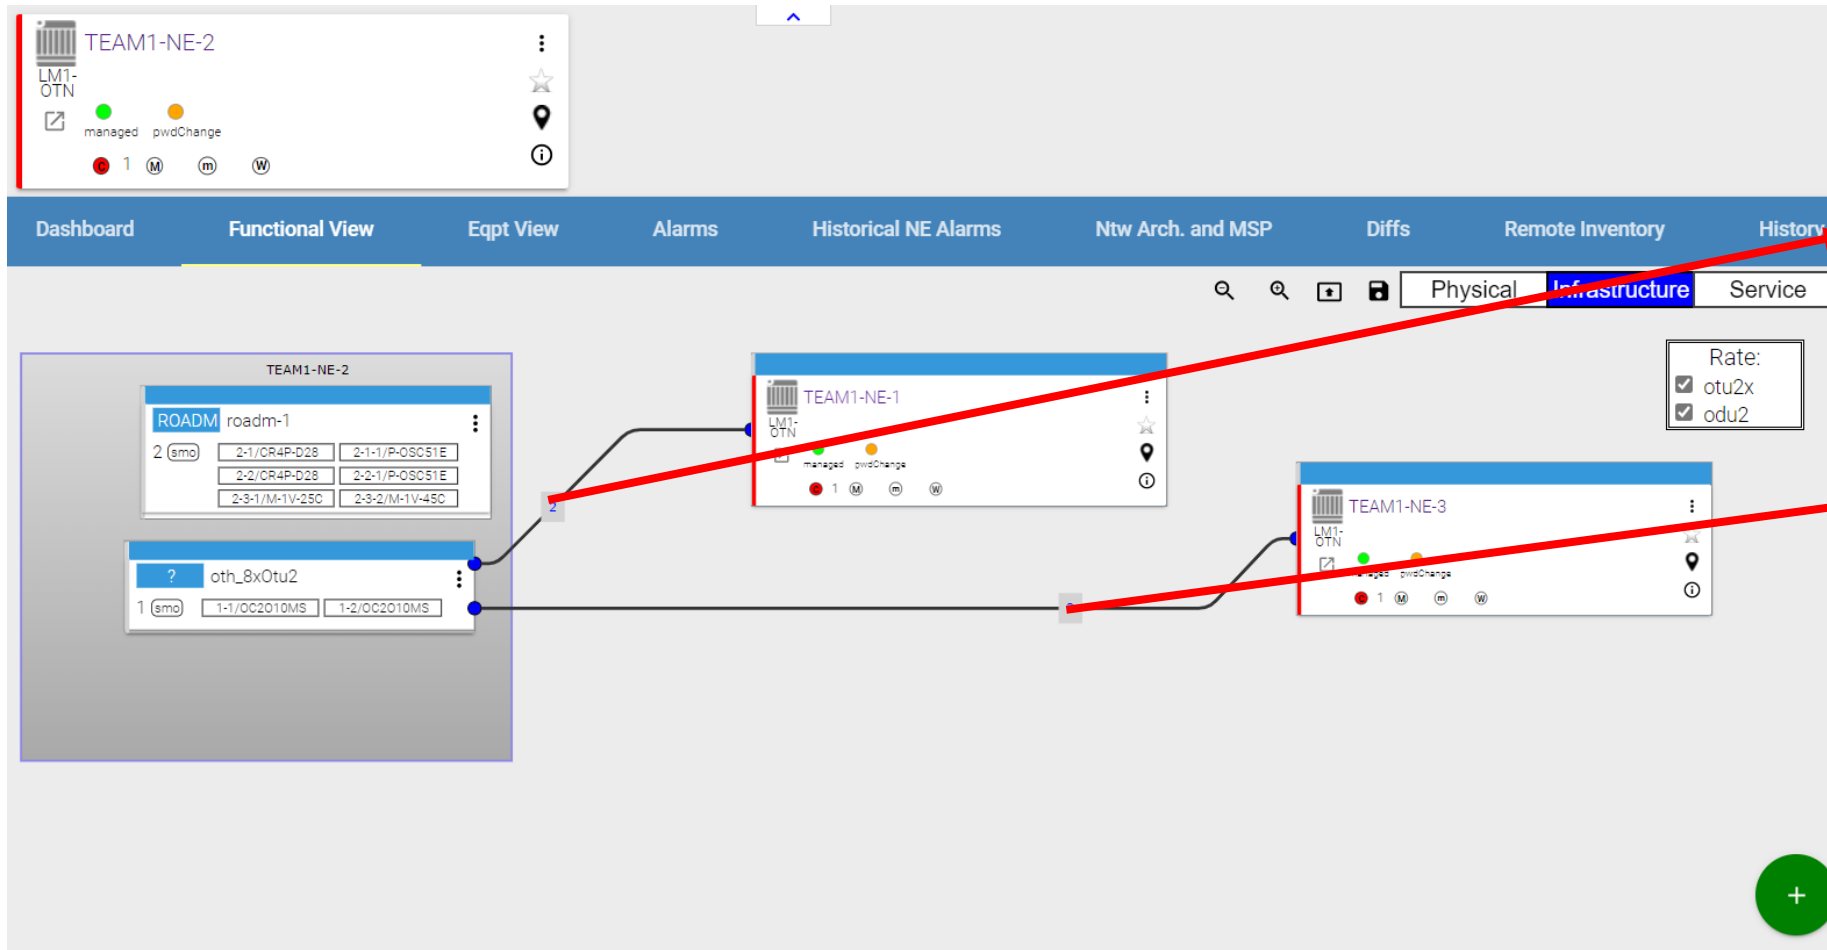 TEAM1-NE-2
LM1-
OTN
managed pwdChange
C 1 M m W
Dashboard Functional View Eqpt View Alarms Historical NE Alarms Ntw Arch. and MSP Diffs Remote Inventory History
Physical Infrastructure Service
Rate:
otu2x
odu2
TEAM1-NE-2
ROADM roadm-1
2 smo 2-1/CR4P-D28 2-1-1/P-OSC51E
2-2/CR4P-D28 2-2-1/P-OSC51E
2-3-1/M-1V-25C 2-3-2/M-1V-45C
? oth_8xOtu2
1 smo 1-1/OC2O10MS 1-2/OC2O10MS
2
TEAM1-NE-1
LM1-
OTN
managed pwdChange
C 1 M m W
TEAM1-NE-3
LM1-
OTN
managed pwdChange
C 1 M m W
+